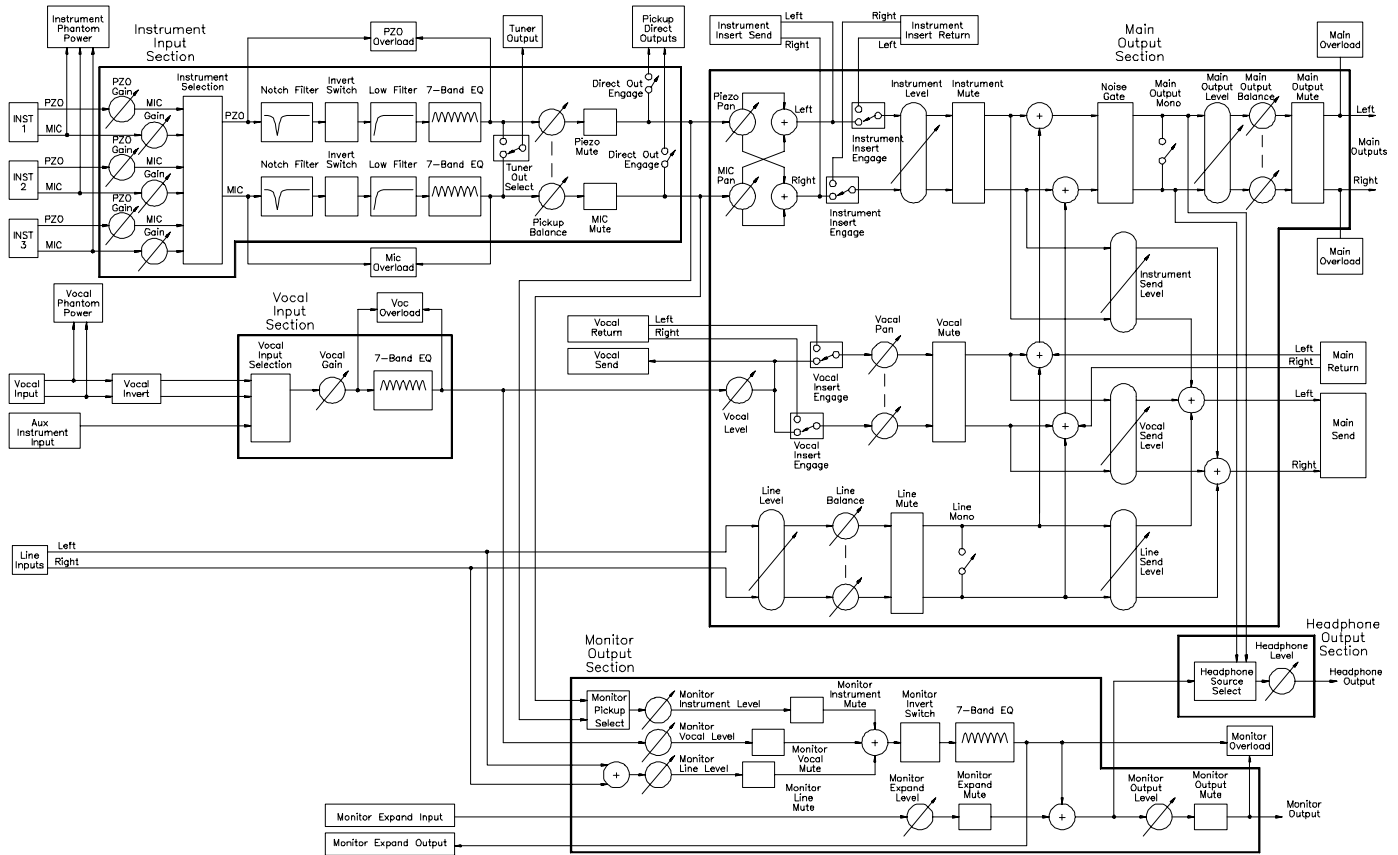 Instrument
Phantom
Power
Instrument
Input
Section
PZO
Overload
Tuner
Output
Pickup
Direct
Outputs
Instrument
Insert Send
Left
Right
Right
Left
Instrument
Insert Return
Main
Output
Section
Main
Overload
INST
1
PZO
MIC
INST
2
PZO
MIC
INST
3
PZO
MIC
PZO
Gain
MIC
Gain
PZO
Gain
MIC
Gain
PZO
Gain
MIC
Gain
Instrument
Selection
PZO
MIC
Notch Filter
Invert
Switch
Low Filter
7-Band EQ
Notch Filter
Invert
Switch
Low Filter
7-Band EQ
Tuner
Out
Select
Pickup
Balance
Piezo
Mute
MIC
Mute
Direct Out
Engage
Direct Out
Engage
Mic
Overload
Piezo
Pan
MIC
Pan
+
Left
+
Right
Instrument
Insert
Engage
Instrument
Insert
Engage
Instrument
Level
Instrument
Mute
+
+
Noise
Gate
Main
Output
Mono
Main
Output
Level
Main
Output
Balance
Main
Output
Mute
Left
Main
Outputs
Right
Main
Overload
Instrument
Send
Level
Vocal
Phantom
Power
Vocal
Input
Section
Voc
Overload
Vocal
Input
Vocal
Invert
Aux
Instrument
Input
Vocal
Input
Selection
Vocal
Gain
7-Band EQ
Vocal
Return
Left
Right
Vocal
Send
Vocal
Level
Vocal
Insert
Engage
Vocal
Insert
Engage
Vocal
Pan
Vocal
Mute
+
+
Left
Right
Main
Return
Vocal
Send
Level
+
+
Left
Main
Send
Right
Line
Inputs
Left
Right
Line
Level
Line
Balance
Line
Mute
Line
Mono
Line
Send
Level
Monitor
Output
Section
Headphone
Output
Section
Headphone
Source
Select
Headphone
Level
Headphone
Output
Monitor
Pickup
Select
Monitor
Instrument Level
Monitor
Instrument
Mute
Monitor
Vocal Level
Monitor
Vocal
Mute
+
Monitor
Line Level
Monitor
Line
Mute
+
Monitor
Invert
Switch
7-Band EQ
Monitor
Overload
Monitor Expand Input
Monitor Expand Output
Monitor
Expand
Level
Monitor
Expand
Mute
+
Monitor
Output
Level
Monitor
Output
Mute
Monitor
Output